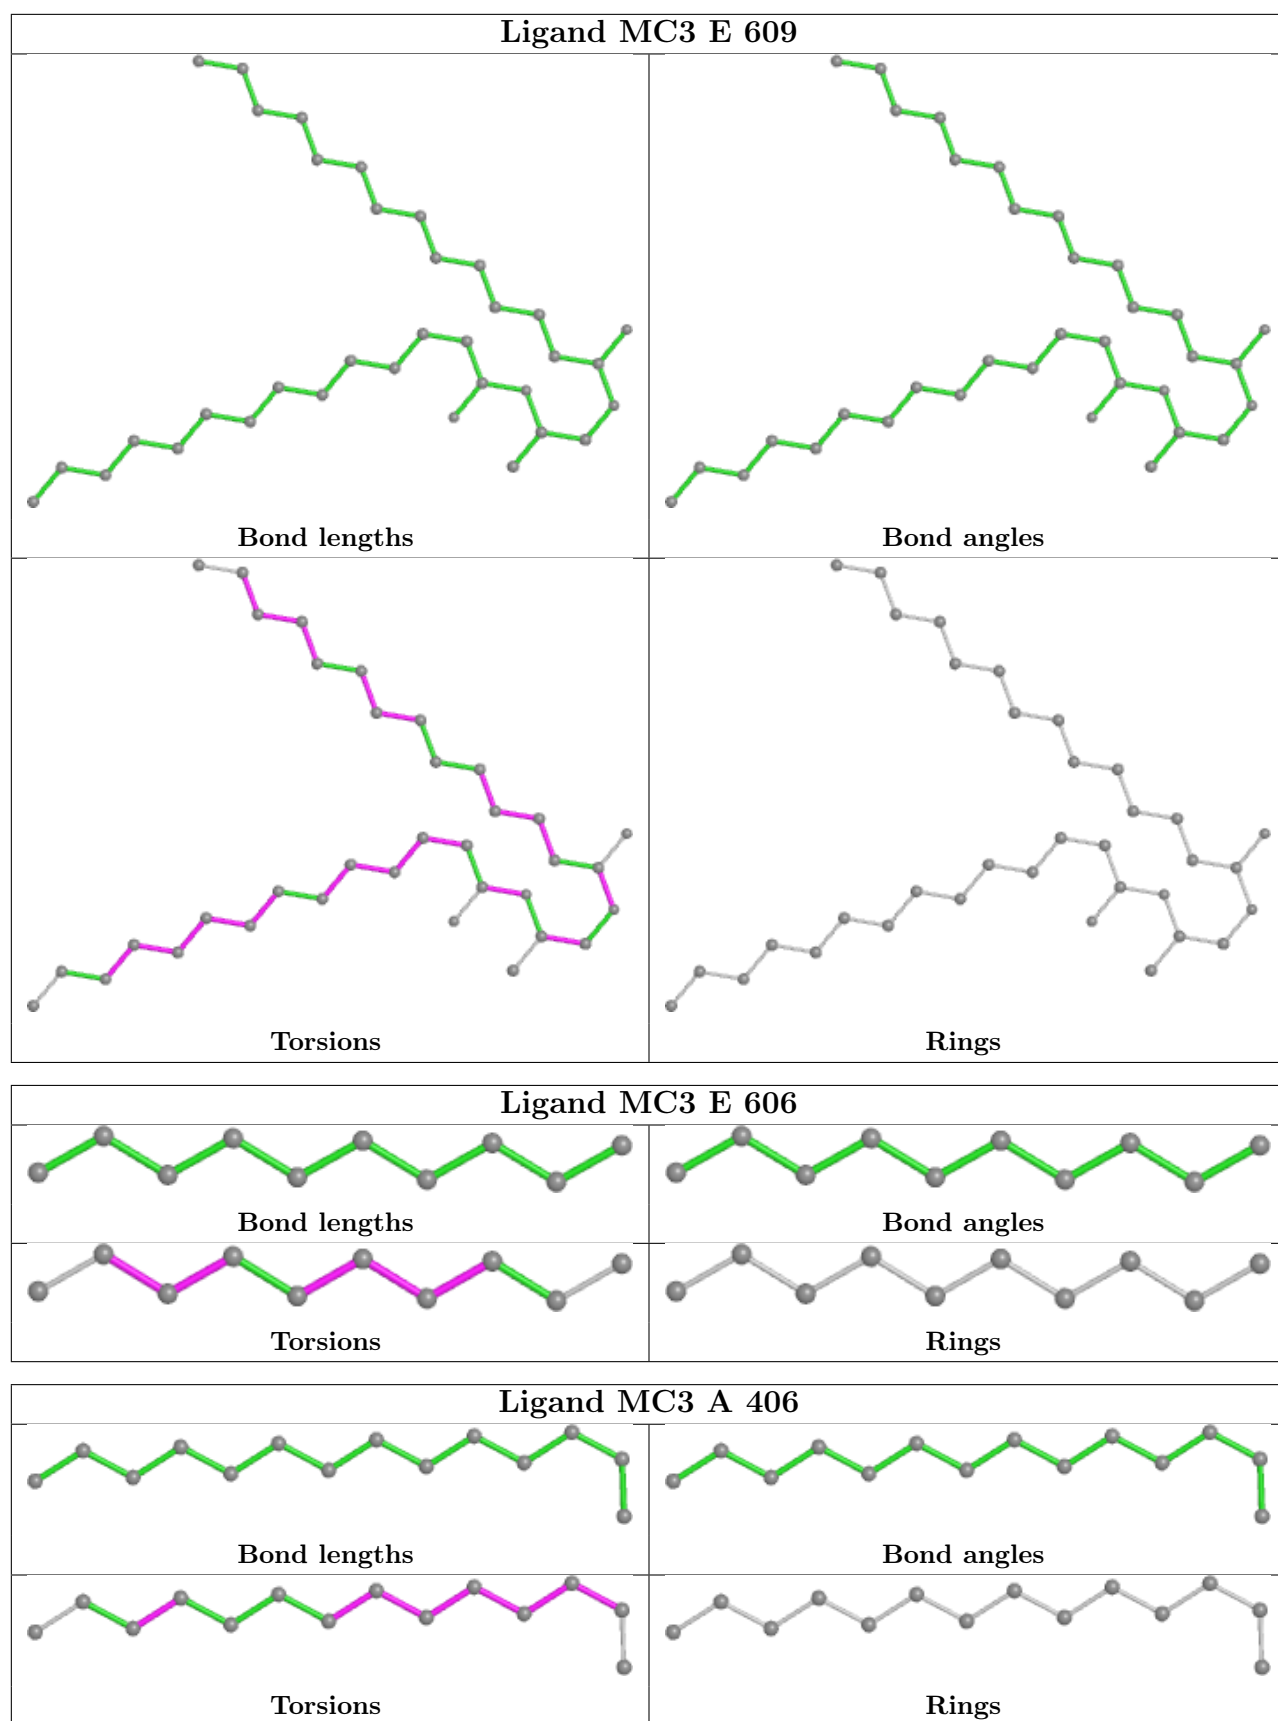 Ligand MC3 E 609
Bond lengths
Bond angles
Torsions
Rings
Ligand MC3 E 606
Bond lengths
Bond angles
Torsions
Rings
Ligand MC3 A 406
Bond lengths
Bond angles
Torsions
Rings